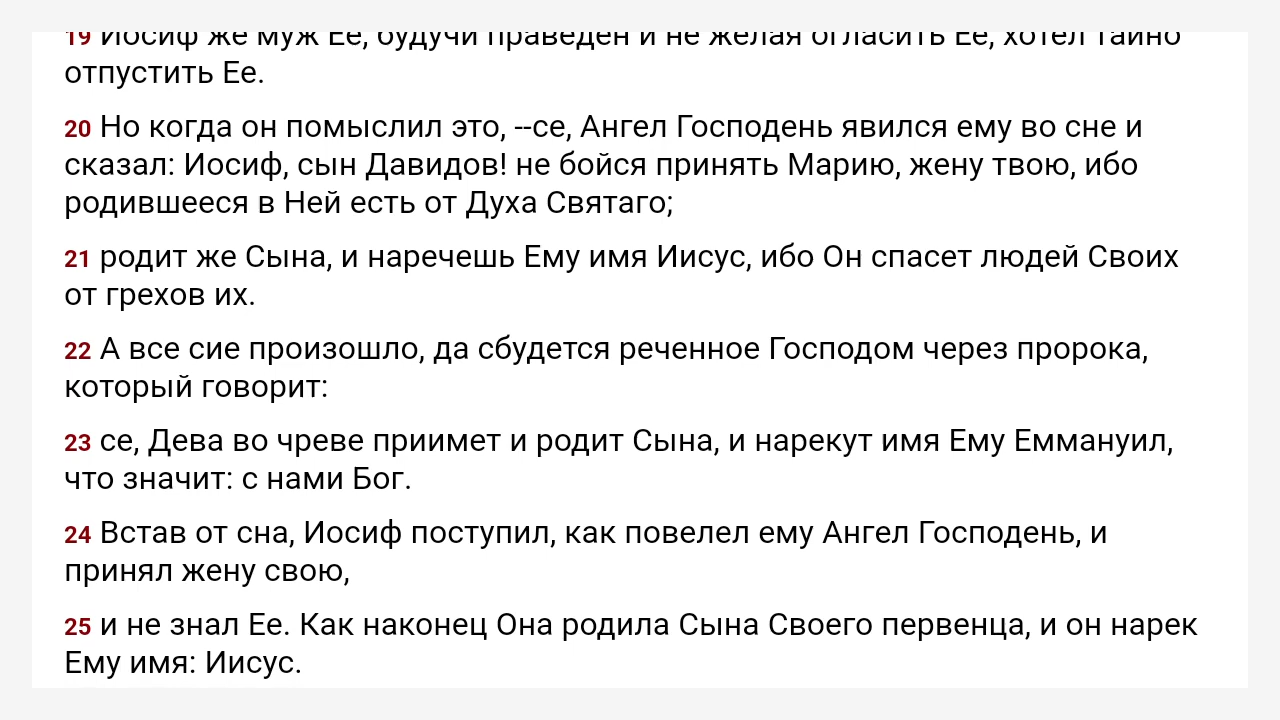 19 Иосиф же муж Ее, будучи праведен и не желая огласить Ее, хотел тайно
отпустить Ее.
20 Но когда он помыслил это, --се, Ангел Господень явился ему во сне и
сказал: Иосиф, сын Давидов! не бойся принять Марию, жену твою, ибо
родившееся в Ней есть от Духа Святаго;
21 родит же Сына, и наречешь Ему имя Иисус, ибо Он спасет людей Своих
от грехов их.
22 А все сие произошло, да сбудется реченное Господом через пророка,
который говорит:
23 се, Дева во чреве приимет и родит Сына, и нарекут имя Ему Еммануил,
что значит: с нами Бог.
24 Встав от сна, Иосиф поступил, как повелел ему Ангел Господень, и
принял жену свою,
25 и не знал Ее. Как наконец Она родила Сына Своего первенца, и он нарек
Ему имя: Иисус.